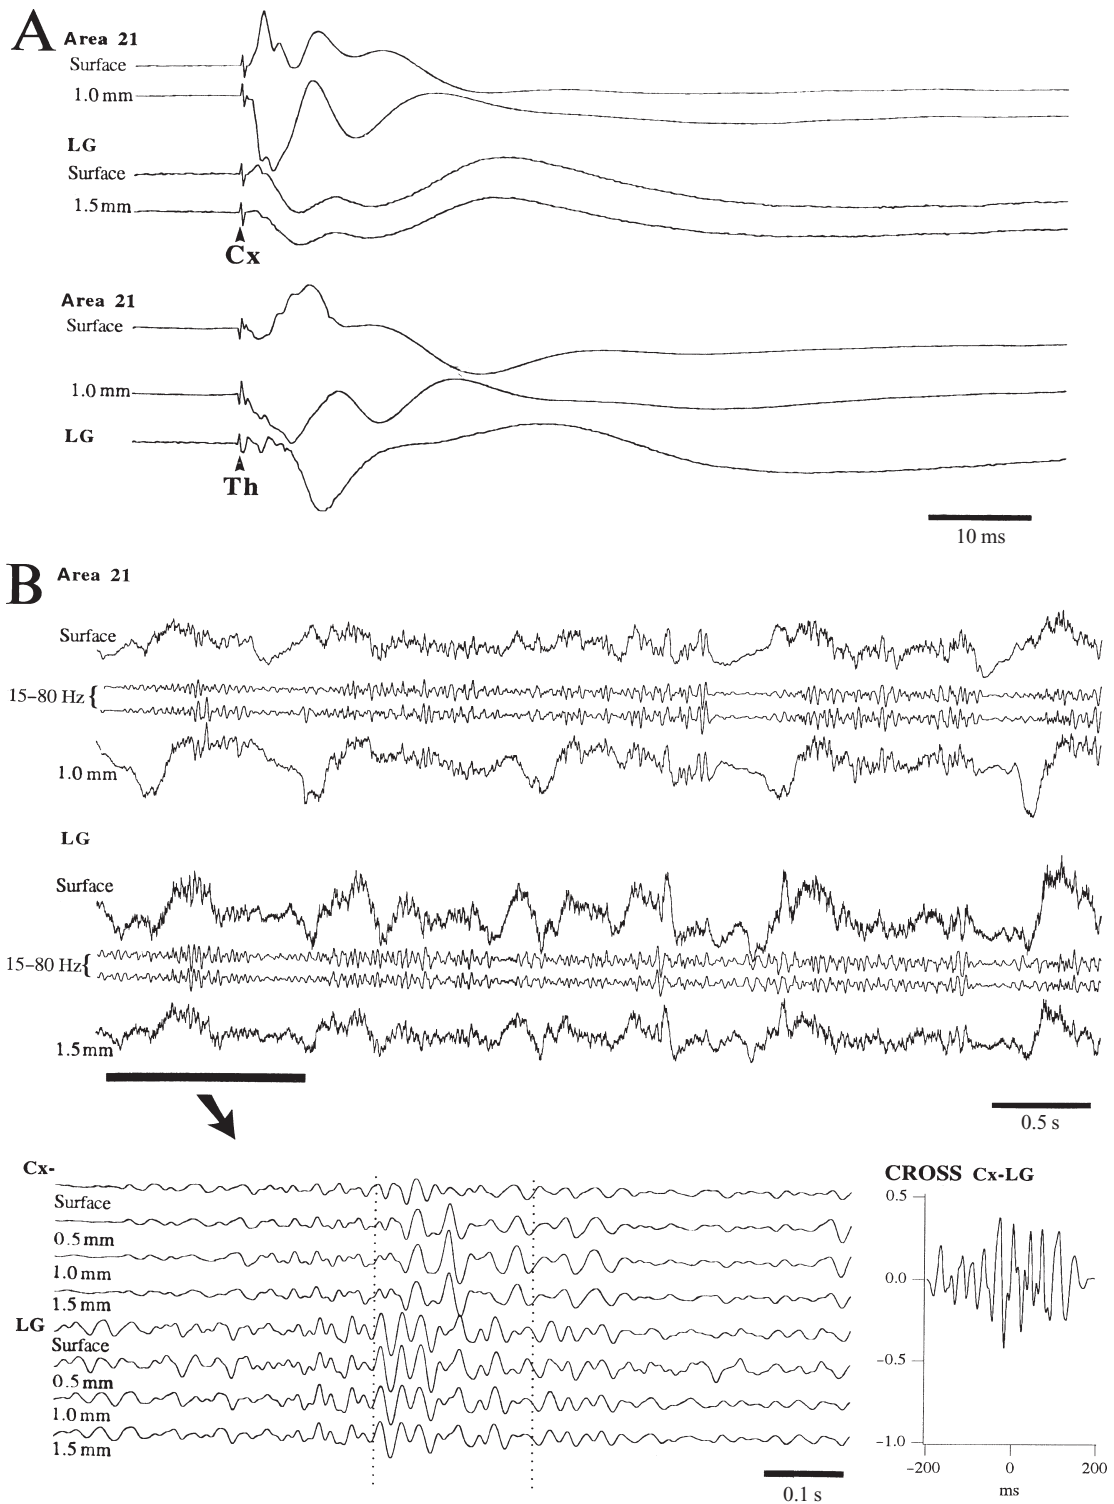 A
Area 21
Surface
1.0 mm
LG
Surface
1.5 mm
Cx
Area 21
Surface
1.0 mm
LG
Th
10 ms
B
Area 21
Surface
15–80 Hz {
1.0 mm
LG
Surface
15–80 Hz {
1.5 mm
0.5 s
Cx-
Surface
0.5 mm
1.0 mm
1.5 mm
LG
Surface
0.5 mm
1.0 mm
1.5 mm
0.1 s
CROSS Cx-LG
0.5
0.0
−0.5
−1.0
−200 0 200
ms